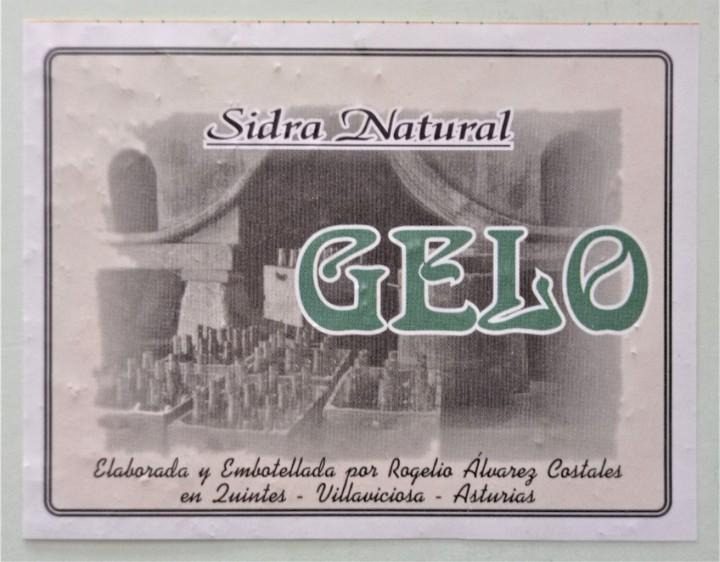 Sidra Natural
GELO
Elaborada y Embotellada por Rogelio Álvarez Costales
en Quintes - Villaviciosa - Asturias